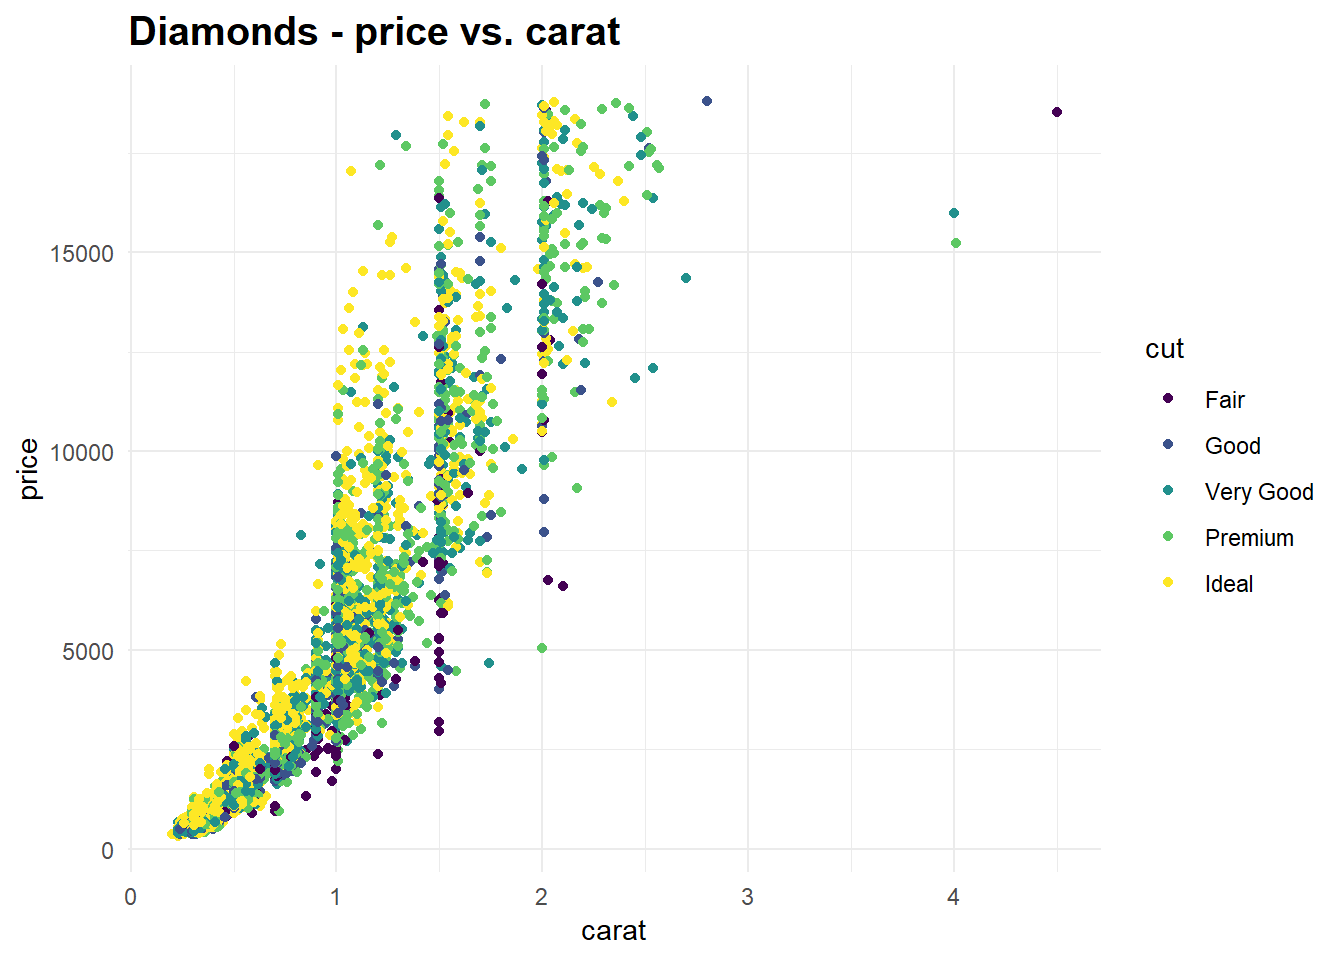 Diamonds - price vs. carat
price
15000
10000
5000
0
0 1 2 3 4
carat
cut
Fair
Good
Very Good
Premium
Ideal